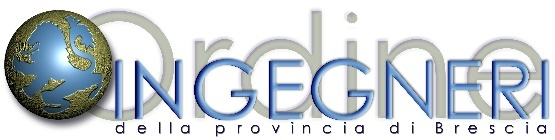 Ordine
INGEGNERI
della provincia di Brescia